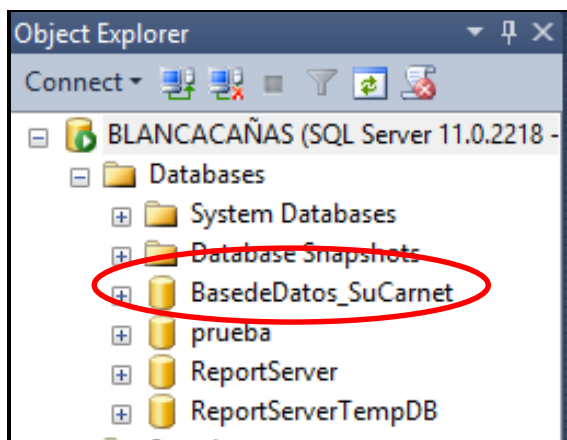 Object Explorer
Connect
BLANCACAÑAS (SQL Server 11.0.2218 -
Databases
System Databases
Database Snapshots
BasedeDatos_SuCarnet
prueba
ReportServer
ReportServerTempDB